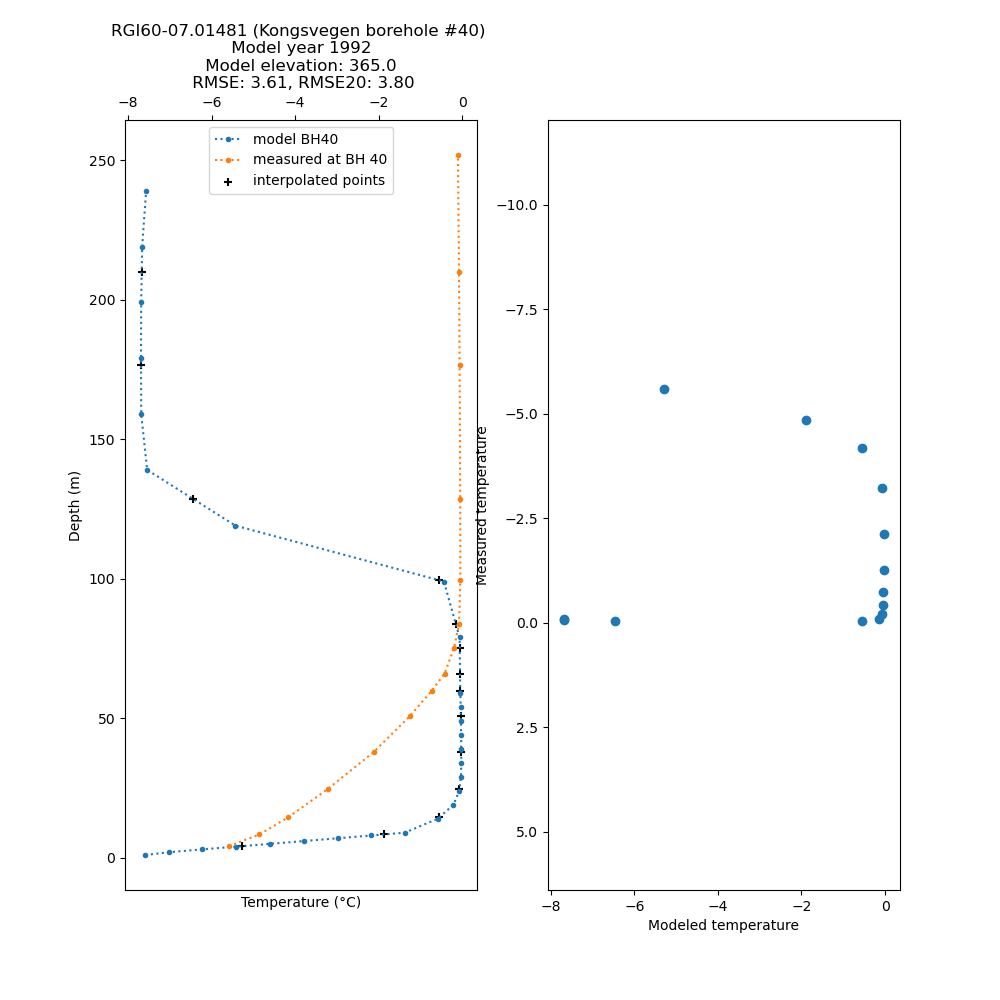 RGI60-07.01481 (Kongsvegen borehole #40)
Model year 1992
Model elevation: 365.0
RMSE: 3.61, RMSE20: 3.80
−8 −6 −4 −2 0
model BH40
measured at BH 40
interpolated points
250
200
150
100
50
0
Depth (m)
Temperature (°C)
−10.0
−7.5
−5.0
−2.5
0.0
2.5
5.0
Measured temperature
−8 −6 −4 −2 0
Modeled temperature